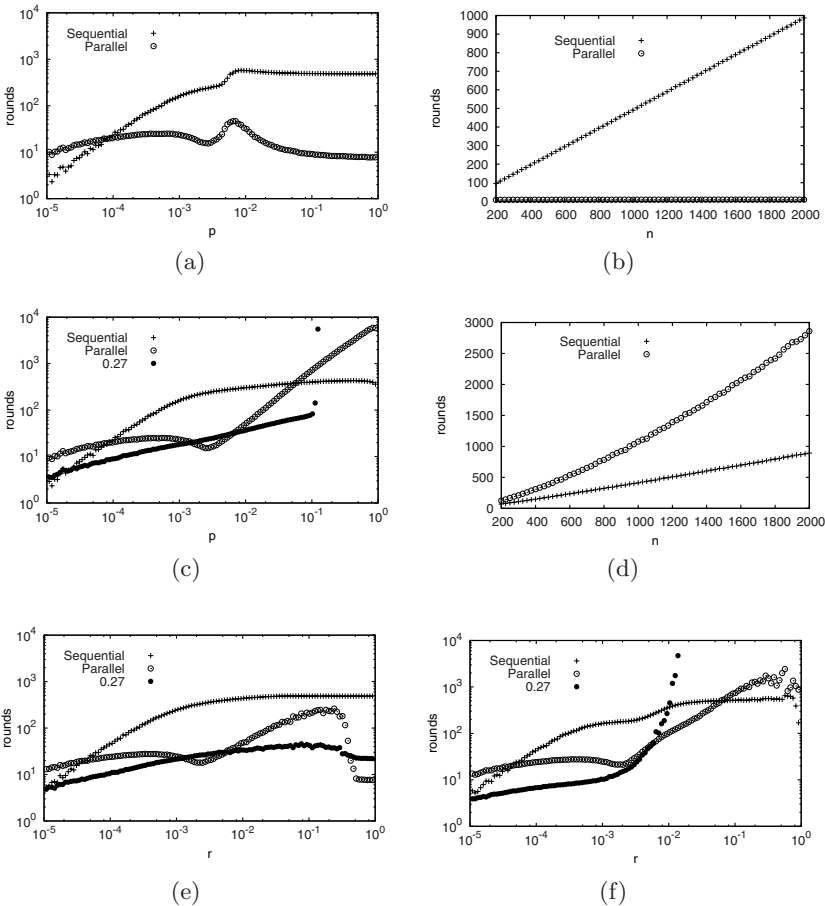 Sequential
Parallel
rounds
10^4
10^3
10^2
10^1
10^0
10^-5
10^-4
10^-3
10^-2
10^-1
10^0
p
(a)
Sequential
Parallel
rounds
1000
900
800
700
600
500
400
300
200
100
0
200 400 600 800 1000 1200 1400 1600 1800 2000
n
(b)
Sequential
Parallel
0.27
rounds
10^4
10^3
10^2
10^1
10^0
10^-5
10^-4
10^-3
10^-2
10^-1
10^0
p
(c)
Sequential
Parallel
rounds
3000
2500
2000
1500
1000
500
0
200 400 600 800 1000 1200 1400 1600 1800 2000
n
(d)
Sequential
Parallel
0.27
rounds
10^4
10^3
10^2
10^1
10^0
10^-5
10^-4
10^-3
10^-2
10^-1
10^0
r
(e)
Sequential
Parallel
0.27
rounds
10^4
10^3
10^2
10^1
10^0
10^-5
10^-4
10^-3
10^-2
10^-1
10^0
r
(f)